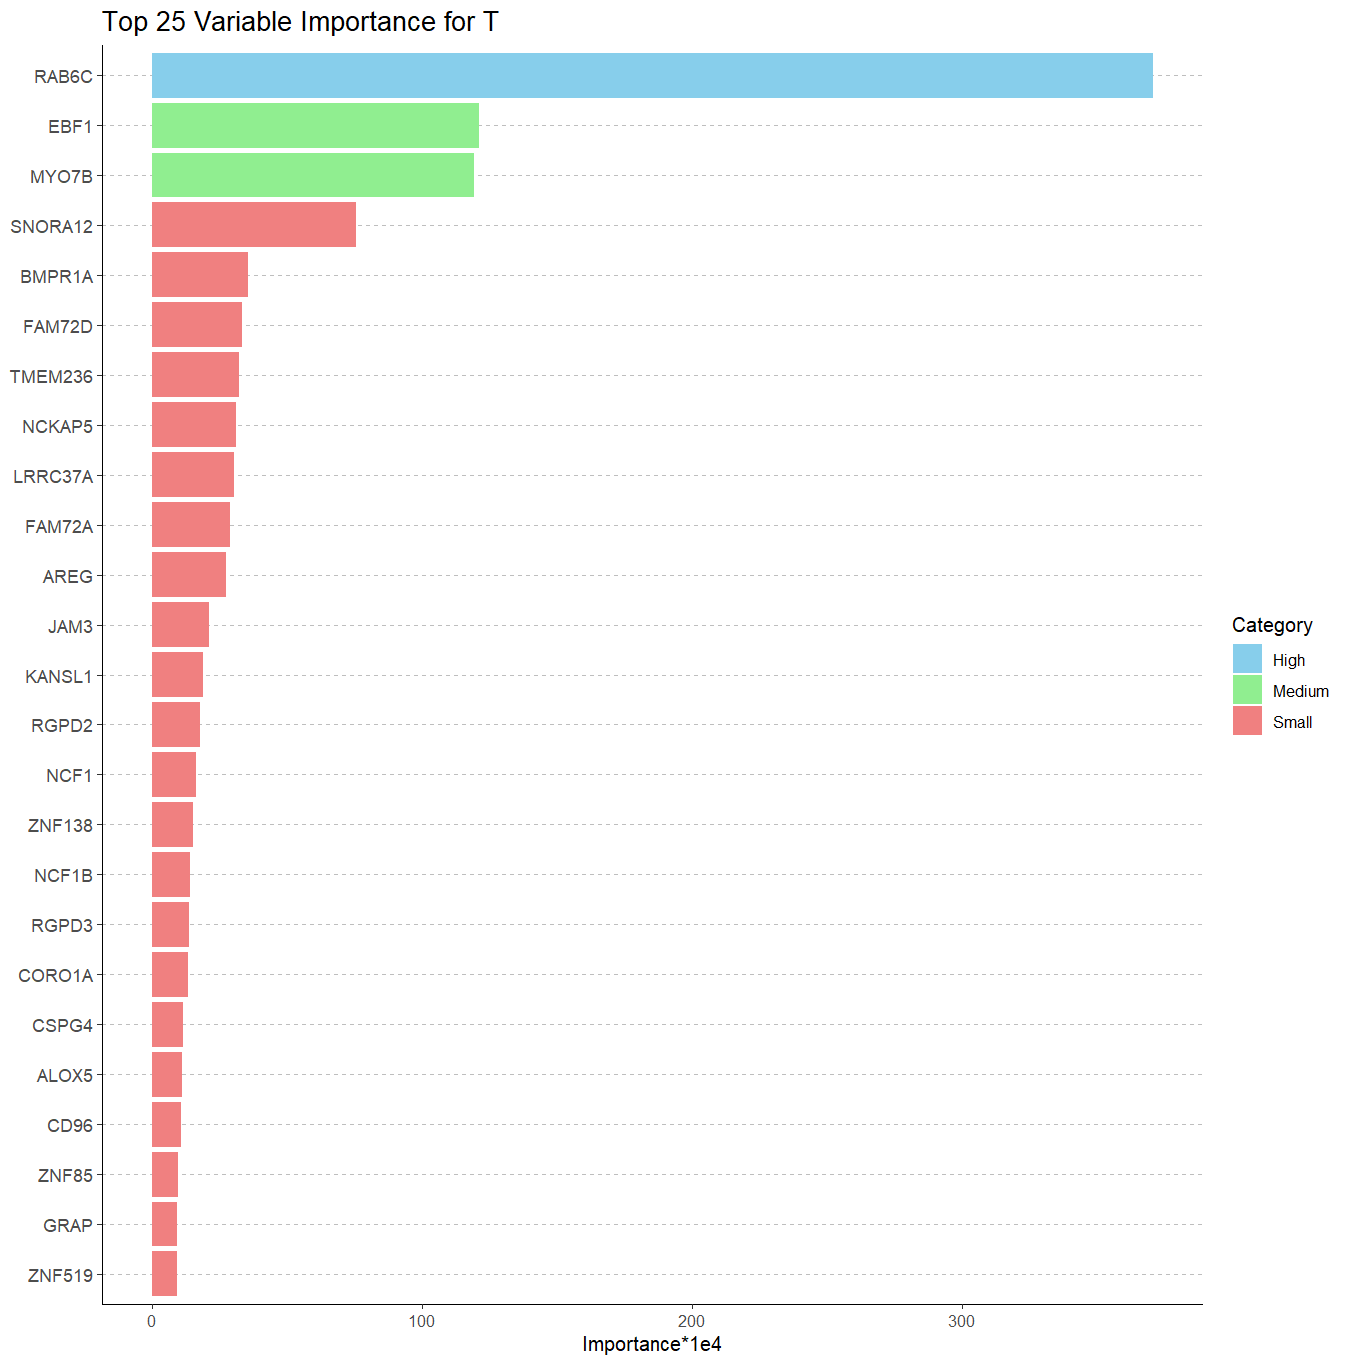 Top 25 Variable Importance for T
RAB6C
EBF1
MYO7B
SNORA12
BMPR1A
FAM72D
TMEM236
NCKAP5
LRRC37A
FAM72A
AREG
JAM3
KANSL1
RGPD2
NCF1
ZNF138
NCF1B
RGPD3
CORO1A
CSPG4
ALOX5
CD96
ZNF85
GRAP
ZNF519
0 100 200 300
Importance*1e4
Category
High
Medium
Small